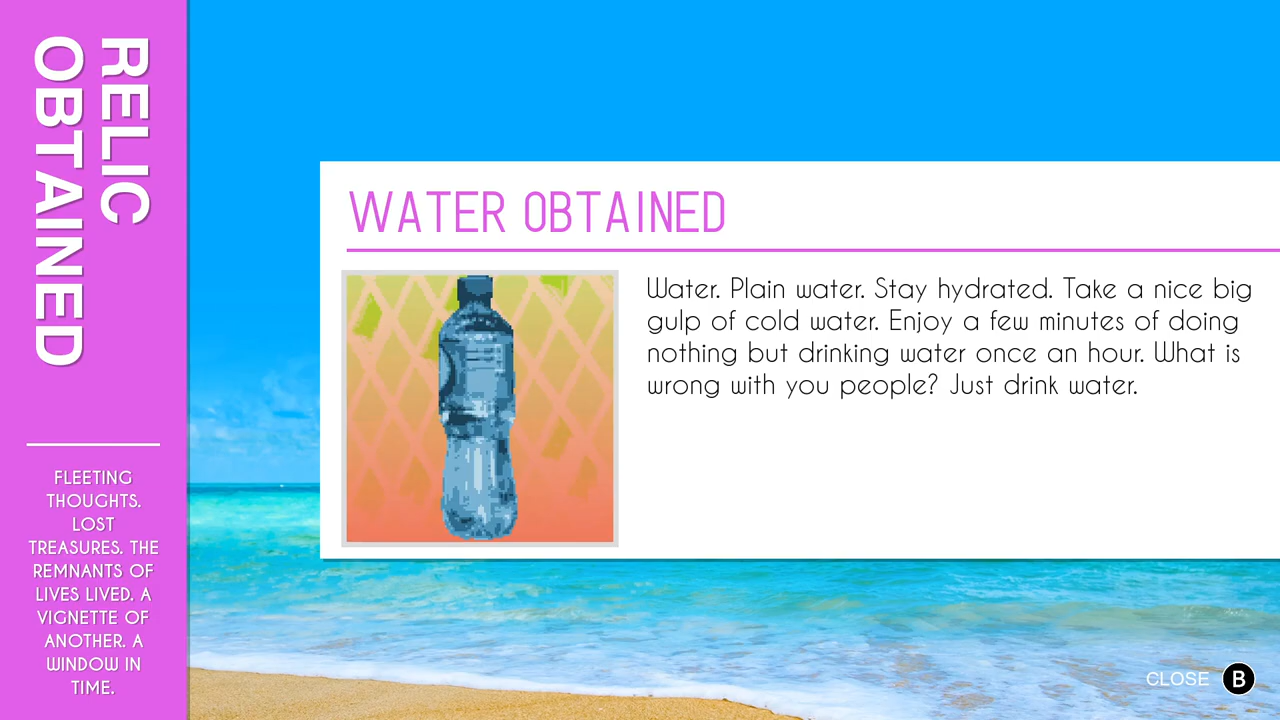 RELIC
OBTAINED
FLEETING
THOUGHTS.
LOST
TREASURES. THE
REMNANTS OF
LIVES LIVED. A
VIGNETTE OF
ANOTHER. A
WINDOW IN
TIME.
WATER OBTAINED
Water. Plain water. Stay hydrated. Take a nice big
gulp of cold water. Enjoy a few minutes of doing
nothing but drinking water once an hour. What is
wrong with you people? Just drink water.
CLOSE B